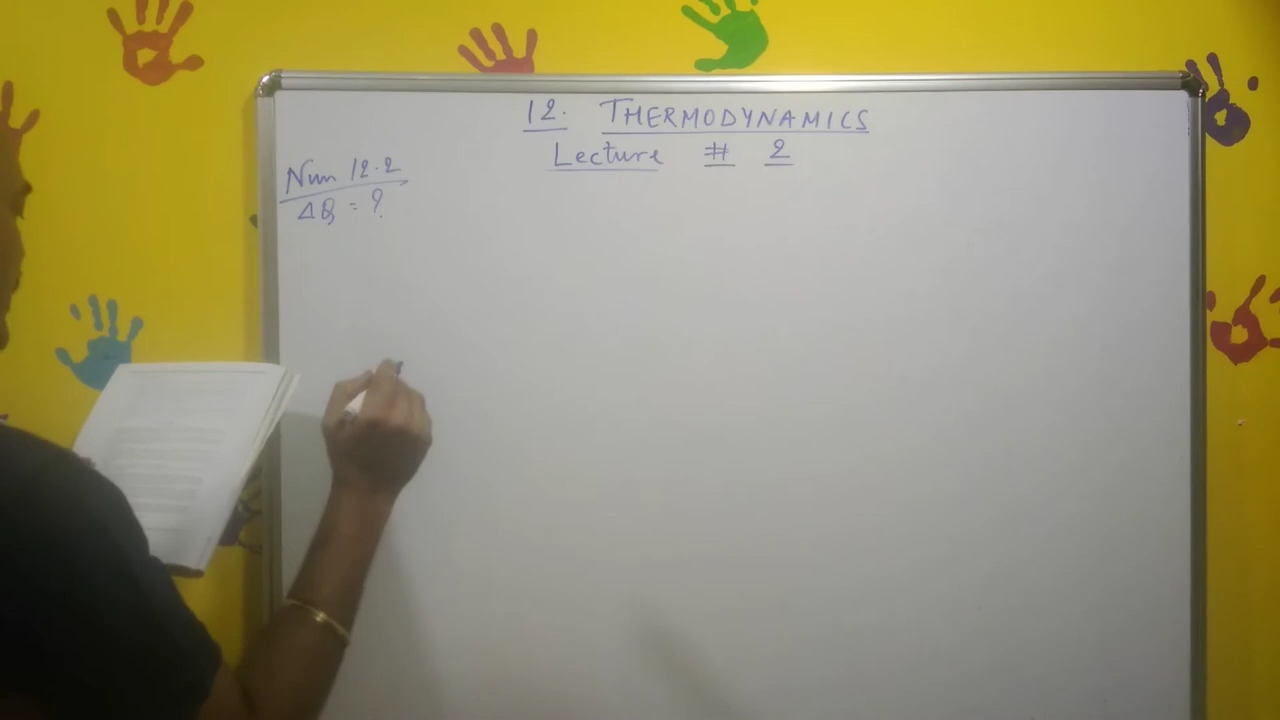 12. THERMODYNAMICS
Lecture # 2
Num 12.2
ΔQ = ?